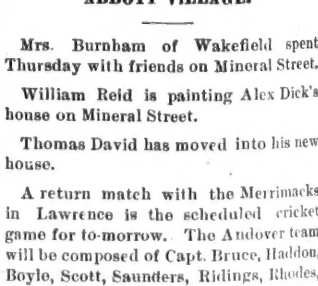 ABBOTT VILLAGE.
Mrs. Burnham of Wakefield spent
Thursday with friends on Mineral Street.
William Reid is painting Alex Dick's
house on Mineral Street.
Thomas David has moved into his new
house.
A return match with the Merrimacks
in Lawrence is the scheduled cricket
game for to-morrow. The Andover team
will be composed of Capt. Bruce, Haddon,
Boyle, Scott, Saunders, Ridings, Rhodes,